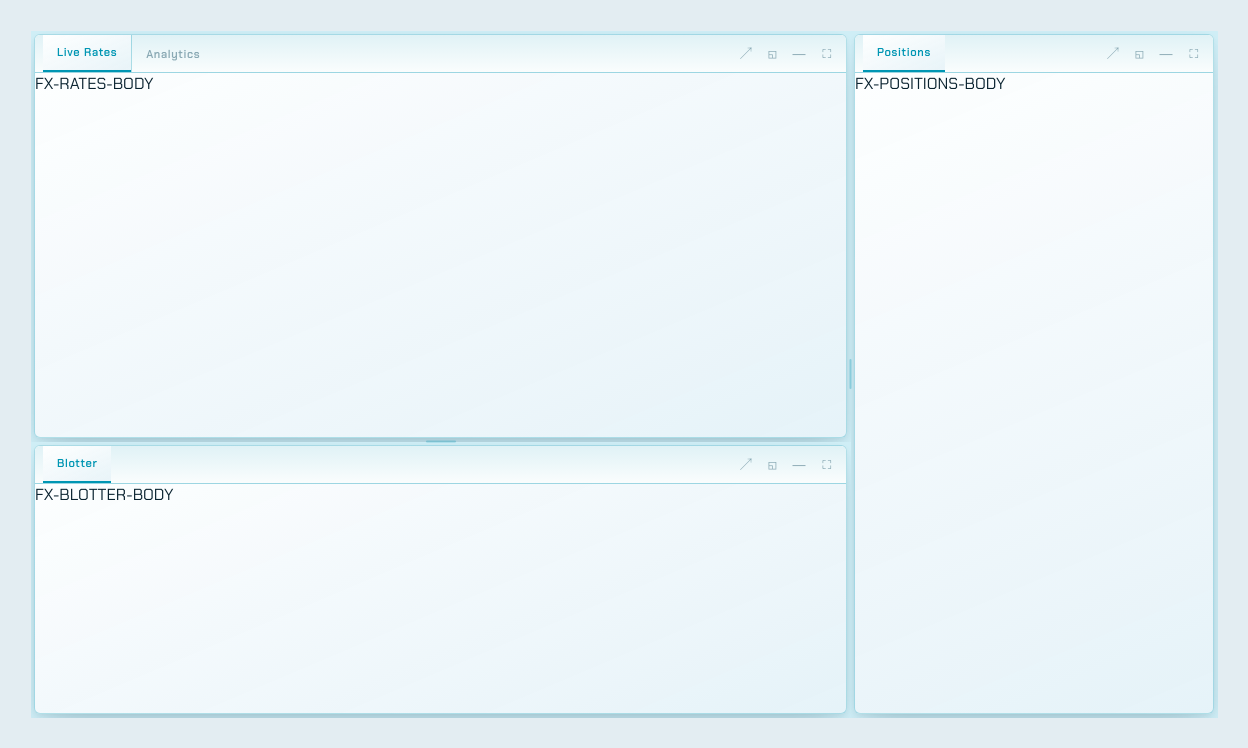 Live Rates
Analytics
FX-RATES-BODY
Blotter
FX-BLOTTER-BODY
Positions
FX-POSITIONS-BODY